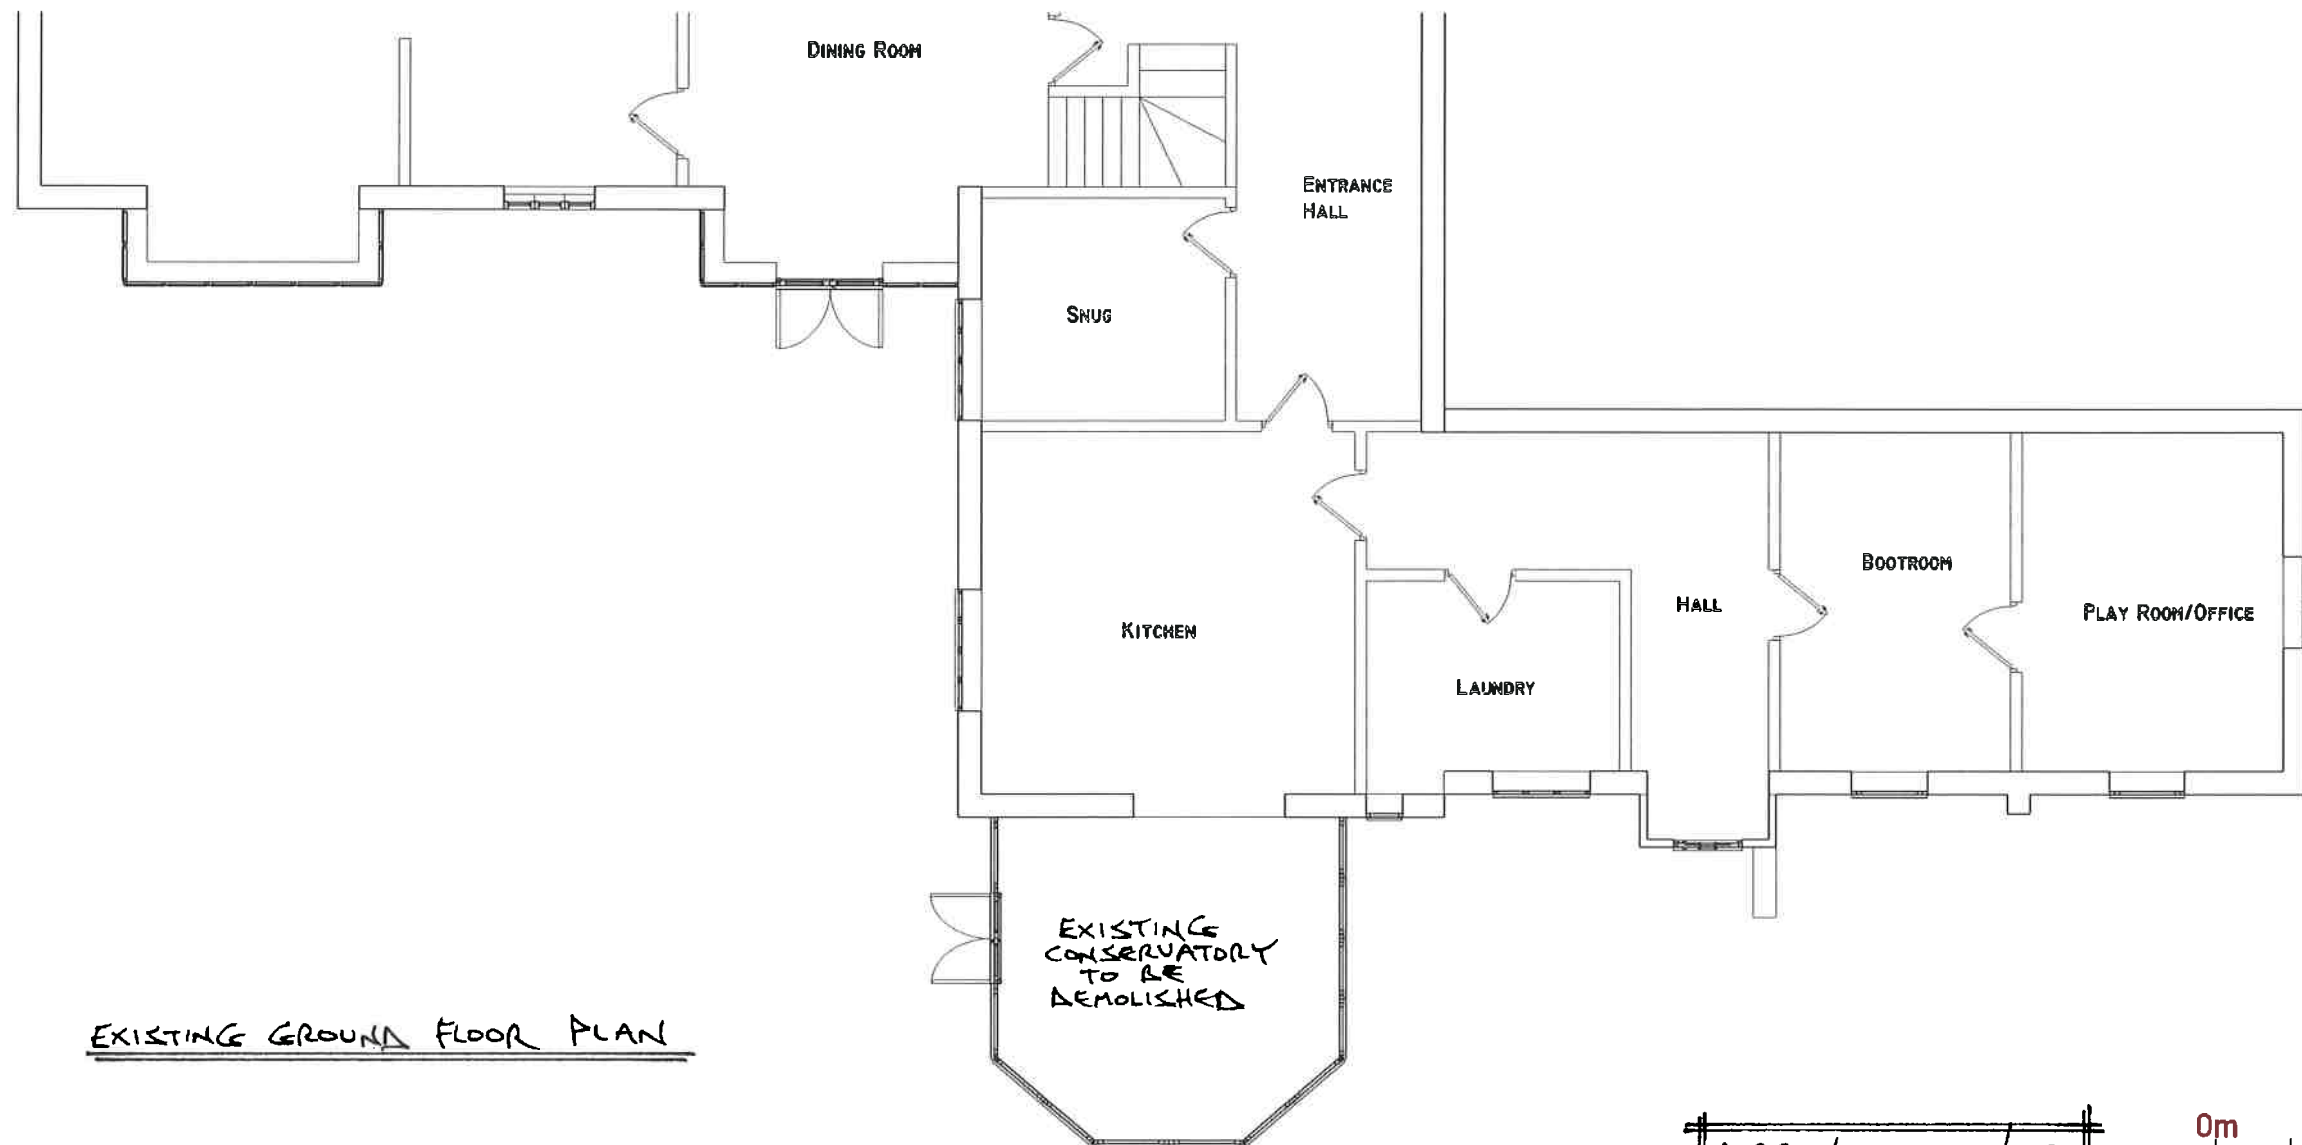 DINING ROOM
ENTRANCE
HALL
SNUG
BOOTROOM
HALL
PLAY ROOM/OFFICE
KITCHEN
LAUNDRY
EXISTING
CONSERVATORY
TO BE
DEMOLISHED
EXISTING GROUND FLOOR PLAN
0m